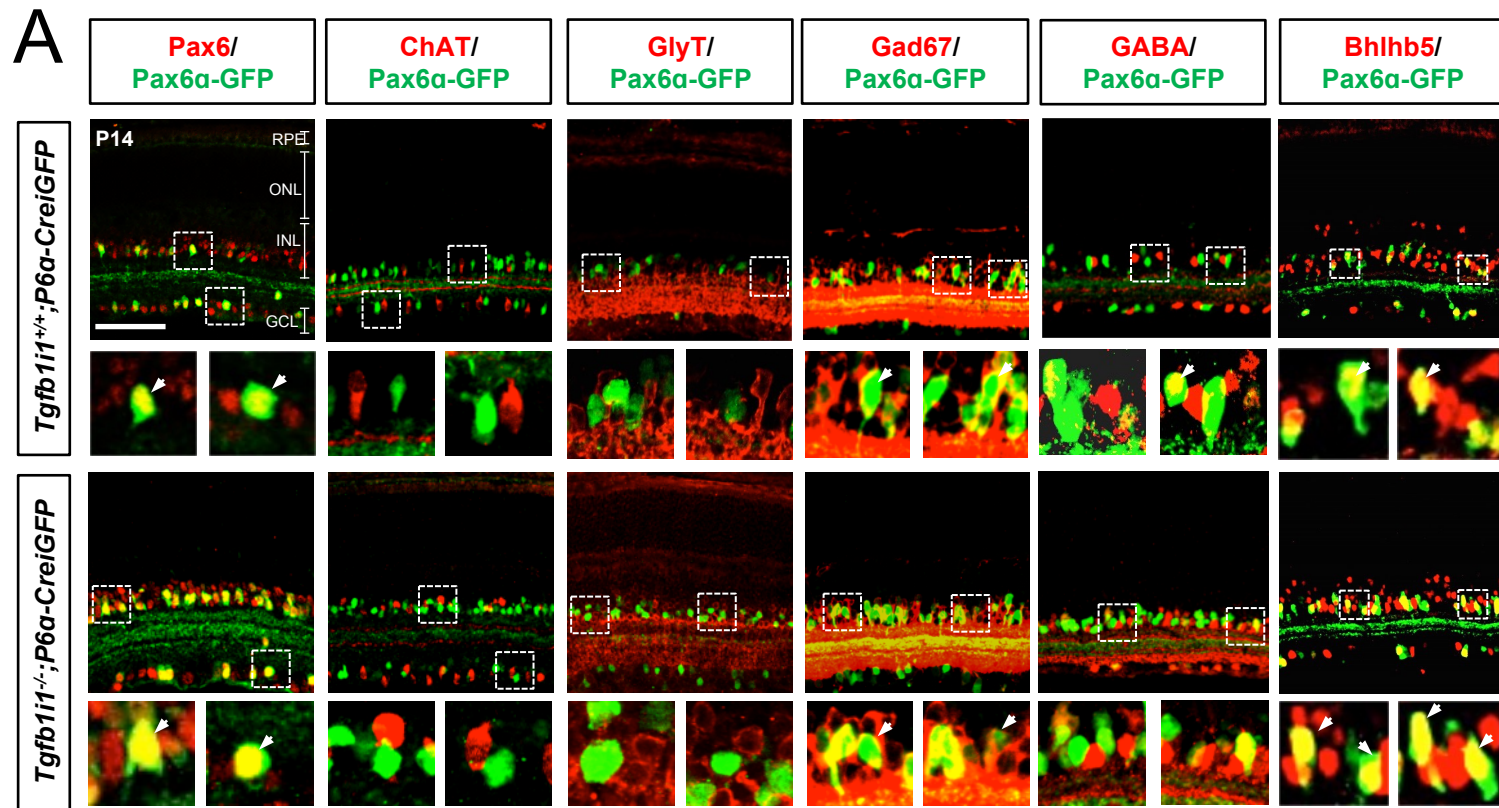 A
Pax6/
Pax6α-GFP
ChAT/
Pax6α-GFP
GlyT/
Pax6α-GFP
Gad67/
Pax6α-GFP
GABA/
Pax6α-GFP
Bhlhb5/
Pax6α-GFP
Tgfb1i1+/+;P6α-CreiGFP
P14
RPE
ONL
INL
GCL
Tgfb1i1-/-;P6α-CreiGFP